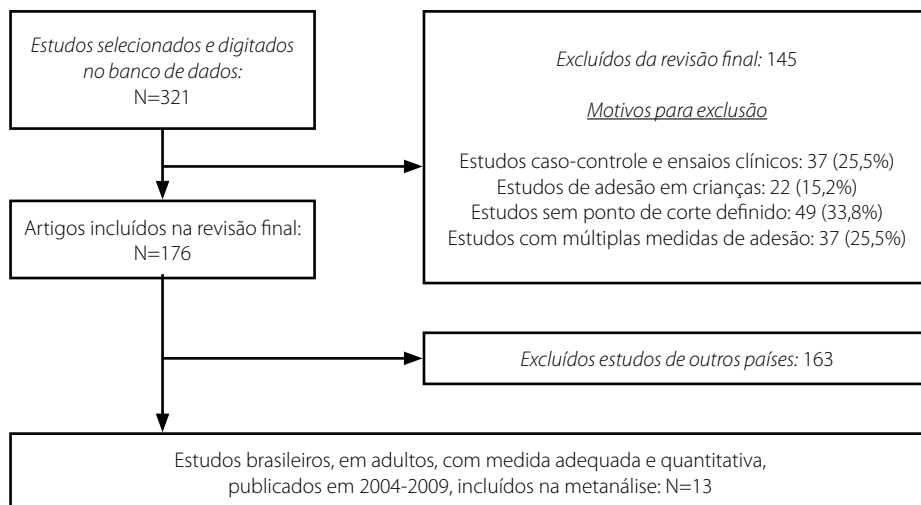 Estudos selecionados e digitados
no banco de dados:
N=321
Excluídos da revisão final: 145
Motivos para exclusão
Estudos caso-controle e ensaios clínicos: 37 (25,5%)
Estudos de adesão em crianças: 22 (15,2%)
Estudos sem ponto de corte definido: 49 (33,8%)
Estudos com múltiplas medidas de adesão: 37 (25,5%)
Artigos incluídos na revisão final:
N=176
Excluídos estudos de outros países: 163
Estudos brasileiros, em adultos, com medida adequada e quantitativa,
publicados em 2004-2009, incluídos na metanálise: N=13